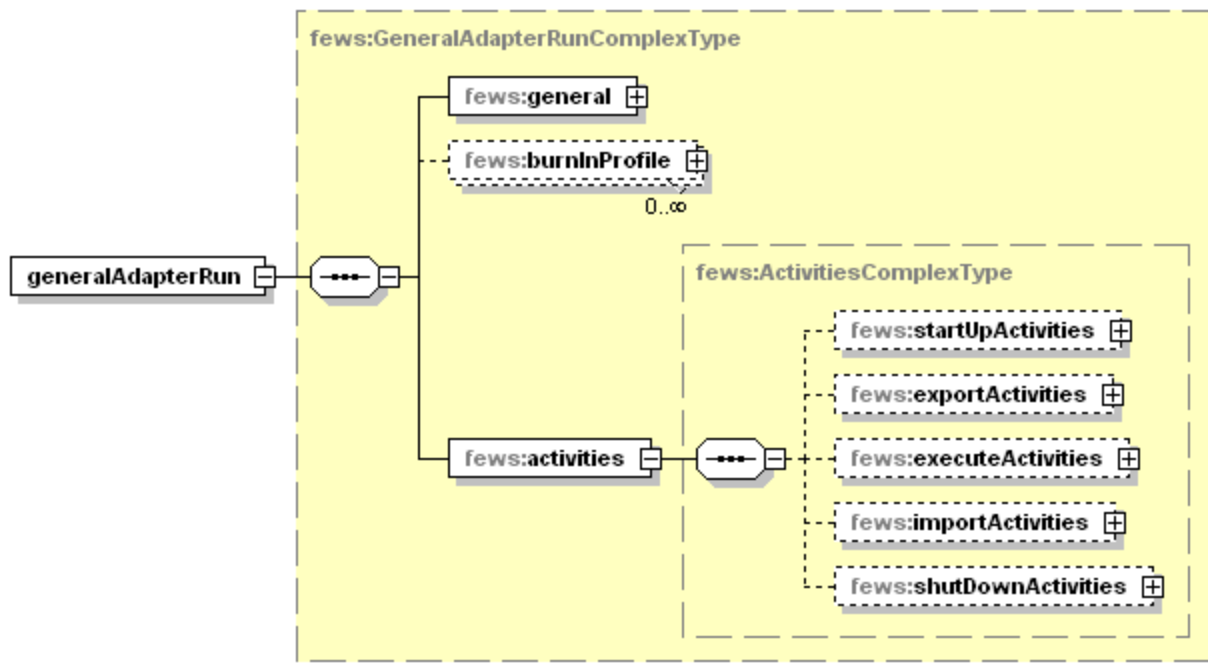 fews:GeneralAdapterRunComplexType
fews:general
fews:burnInProfile
0..∞
generalAdapterRun
fews:ActivitiesComplexType
fews:startUpActivities
fews:exportActivities
fews:activities
fews:executeActivities
fews:importActivities
fews:shutDownActivities